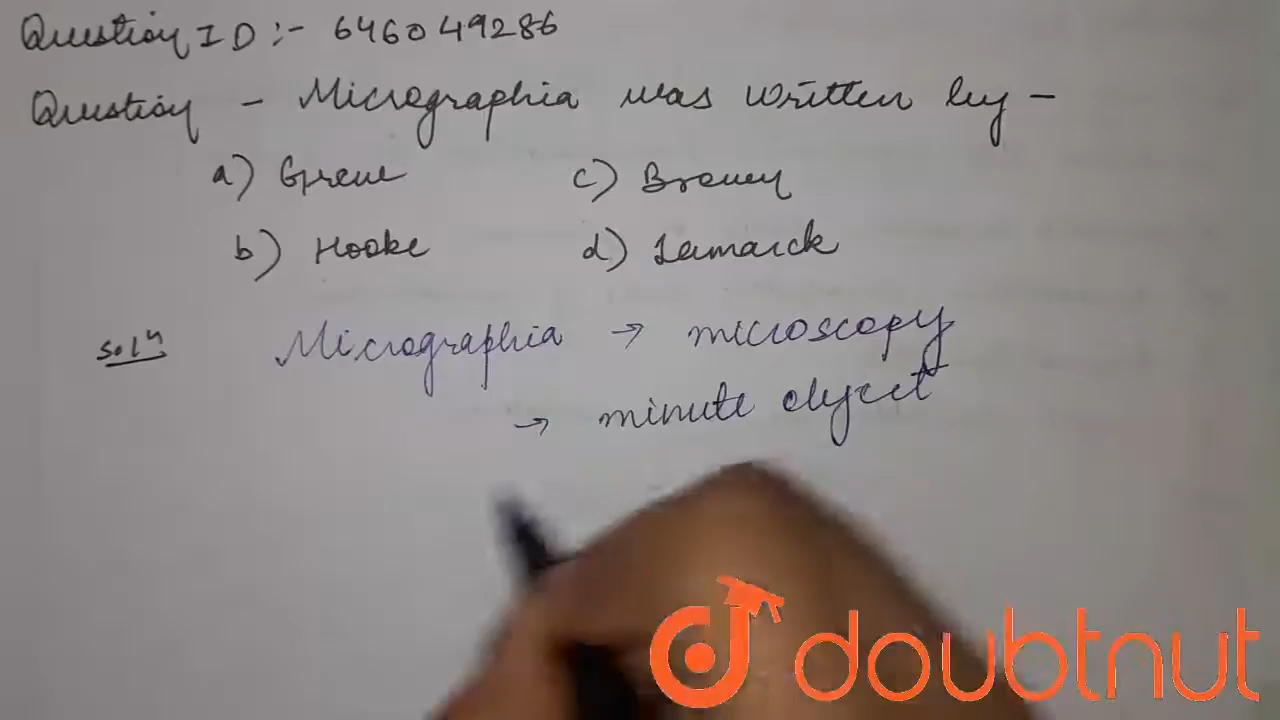 Question ID :- 646049286
Question - Micrographia was written by -
a) Grew c) Brown
b) Hooke d) Lamarck
Soln Micrographia → microscopy
→ minute object
doubtnut